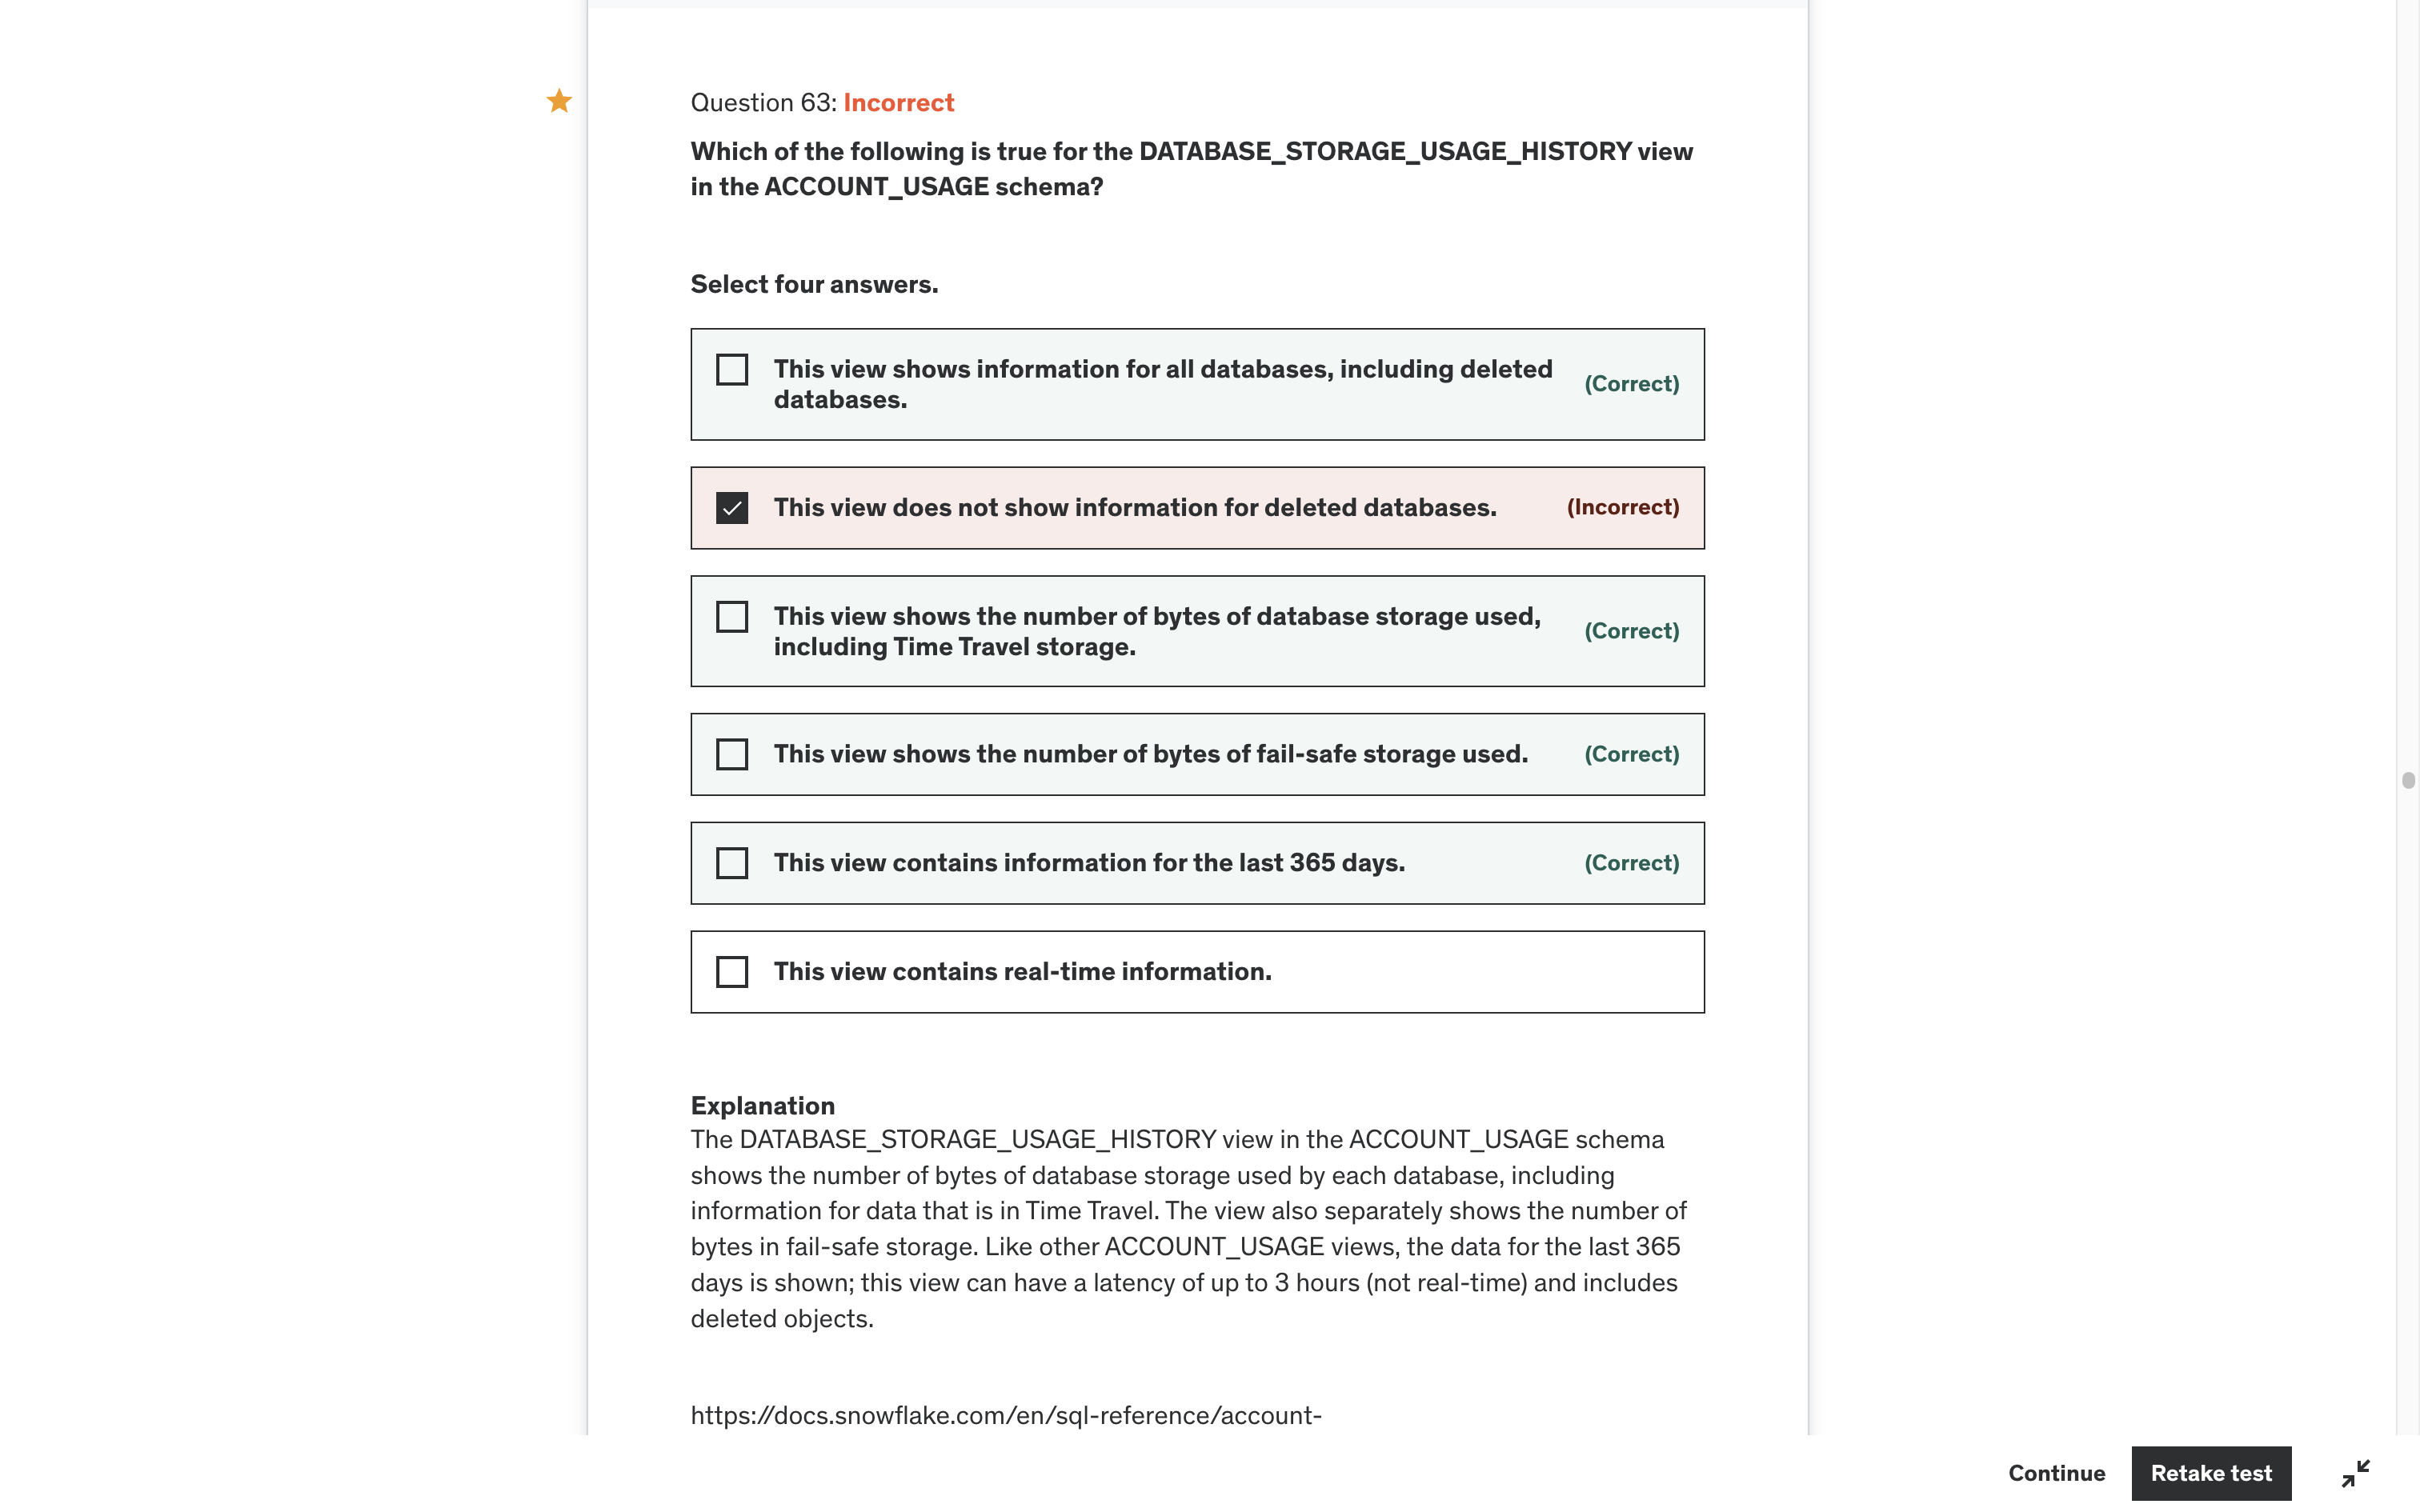 Question 63: Incorrect
Which of the following is true for the DATABASE_STORAGE_USAGE_HISTORY view
in the ACCOUNT_USAGE schema?
Select four answers.
This view shows information for all databases, including deleted
databases.
(Correct)
This view does not show information for deleted databases.
(Incorrect)
This view shows the number of bytes of database storage used,
including Time Travel storage.
(Correct)
This view shows the number of bytes of fail-safe storage used.
(Correct)
This view contains information for the last 365 days.
(Correct)
This view contains real-time information.
Explanation
The DATABASE_STORAGE_USAGE_HISTORY view in the ACCOUNT_USAGE schema
shows the number of bytes of database storage used by each database, including
information for data that is in Time Travel. The view also separately shows the number of
bytes in fail-safe storage. Like other ACCOUNT_USAGE views, the data for the last 365
days is shown; this view can have a latency of up to 3 hours (not real-time) and includes
deleted objects.
https://docs.snowflake.com/en/sql-reference/account-
Continue
Retake test